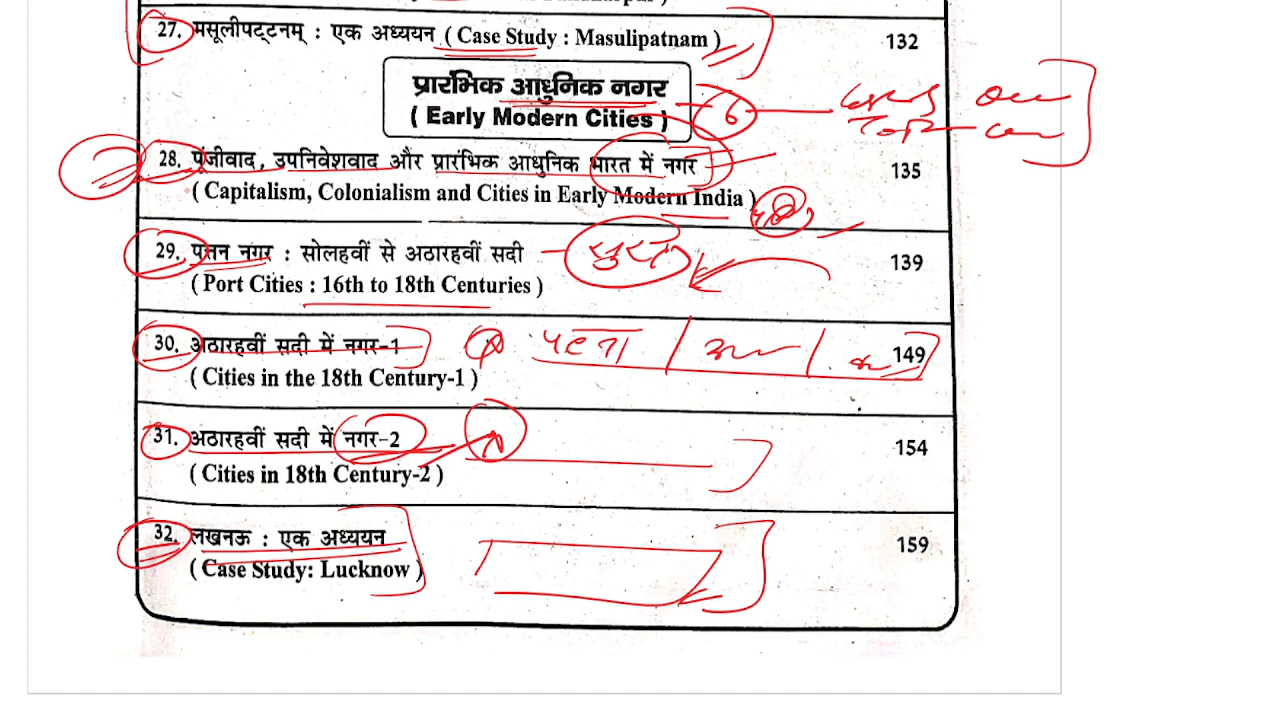 27. मसूलीपट्टनम् : एक अध्ययन ( Case Study : Masulipatnam ) 132
प्रारंभिक आधुनिक नगर
( Early Modern Cities )
6
28. पूंजीवाद, उपनिवेशवाद और प्रारंभिक आधुनिक भारत में नगर 135
( Capitalism, Colonialism and Cities in Early Modern India )
29. पत्तन नगर : सोलहवीं से अठारहवीं सदी 139
सुरत
( Port Cities : 16th to 18th Centuries )
30. अठारहवीं सदी में नगर-1 149
पटना
( Cities in the 18th Century-1 )
31. अठारहवीं सदी में नगर-2 154
( Cities in 18th Century-2 )
32. लखनऊ : एक अध्ययन 159
( Case Study: Lucknow )